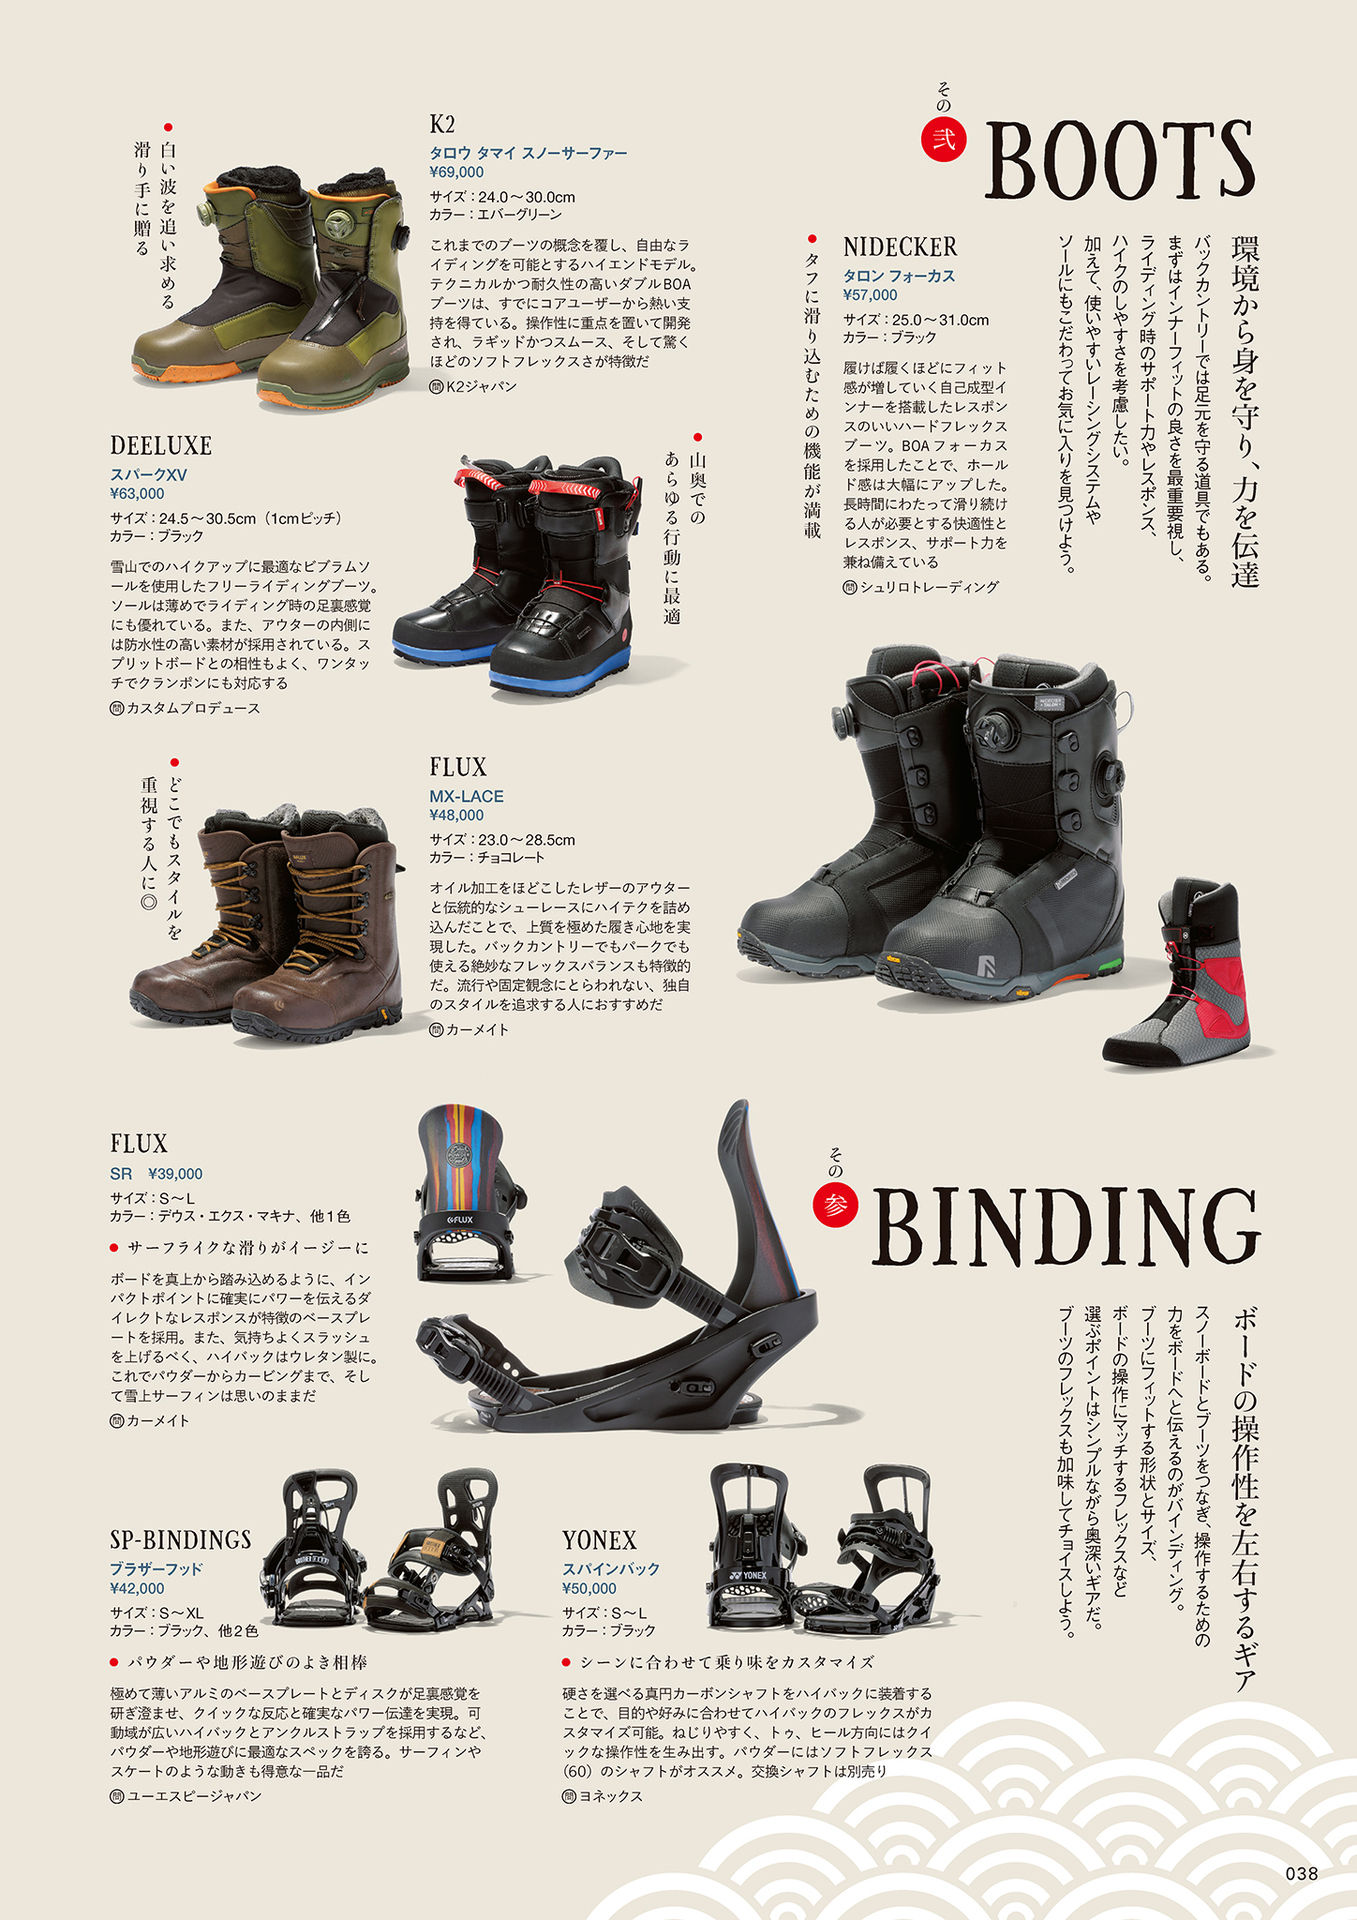 その
弐
BOOTS
環境から身を守り、力を伝達
バックカントリーでは足元を守る道具でもある。
まずはインナーフィットの良さを最重要視し、
ライディング時のサポート力やレスポンス、
ハイクのしやすさを考慮したい。
加えて、使いやすいレーシングシステムや
ソールにもこだわってお気に入りを見つけよう。
NIDECKER
タロン フォーカス
¥57,000
サイズ：25.0～31.0cm
カラー：ブラック
タフに滑り込むための機能が満載
履けば履くほどにフィット
感が増していく自己成型イ
ンナーを搭載したレスポン
スのいいハードフレックス
ブーツ。BOAフォーカス
を採用したことで、ホール
ド感は大幅にアップした。
長時間にわたって滑り続け
る人が必要とする快適性と
レスポンス、サポート力を
兼ね備えている
問シュリロトレーディング
K2
タロウ タマイ スノーサーファー
¥69,000
サイズ：24.0～30.0cm
カラー：エバーグリーン
白い波を追い求める
滑り手に贈る
これまでのブーツの概念を覆し、自由なラ
イディングを可能とするハイエンドモデル。
テクニカルかつ耐久性の高いダブルBOA
ブーツは、すでにコアユーザーから熱い支
持を得ている。操作性に重点を置いて開発
され、ラギッドかつスムース、そして驚く
ほどのソフトフレックスさが特徴だ
問K2ジャパン
DEELUXE
スパークXV
¥63,000
サイズ：24.5～30.5cm（1cmピッチ）
カラー：ブラック
山奥での
あらゆる行動に最適
雪山でのハイクアップに最適なビブラムソ
ールを使用したフリーライディングブーツ。
ソールは薄めでライディング時の足裏感覚
にも優れている。また、アウターの内側に
は防水性の高い素材が採用されている。ス
プリットボードとの相性もよく、ワンタッ
チでクランポンにも対応する
問カスタムプロデュース
FLUX
MX-LACE
¥48,000
サイズ：23.0～28.5cm
カラー：チョコレート
どこでもスタイルを
重視する人に◎
オイル加工をほどこしたレザーのアウター
と伝統的なシューレースにハイテクを詰め
込んだことで、上質を極めた履き心地を実
現した。バックカントリーでもパークでも
使える絶妙なフレックスバランスも特徴的
だ。流行や固定観念にとらわれない、独自
のスタイルを追求する人におすすめだ
問カーメイト
その
参
BINDING
ボードの操作性を左右するギア
スノーボードとブーツをつなぎ、操作するための
力をボードへと伝えるのがバインディング。
ブーツにフィットする形状とサイズ、
ボードの操作にマッチするフレックスなど
選ぶポイントはシンプルながら奥深いギアだ。
ブーツのフレックスも加味してチョイスしよう。
FLUX
SR ¥39,000
サイズ：S～L
カラー：デウス・エクス・マキナ、他1色
サーフライクな滑りがイージーに
ボードを真上から踏み込めるように、イン
パクトポイントに確実にパワーを伝えるダ
イレクトなレスポンスが特徴のベースプレ
ートを採用。また、気持ちよくスラッシュ
を上げるべく、ハイバックはウレタン製に。
これでパウダーからカービングまで、そし
て雪上サーフィンは思いのままだ
問カーメイト
FLUX
SP-BINDINGS
ブラザーフッド
¥42,000
サイズ：S～XL
カラー：ブラック、他2色
パウダーや地形遊びのよき相棒
極めて薄いアルミのベースプレートとディスクが足裏感覚を
研ぎ澄ませ、クイックな反応と確実なパワー伝達を実現。可
動域が広いハイバックとアンクルストラップを採用するなど、
パウダーや地形遊びに最適なスペックを誇る。サーフィンや
スケートのような動きも得意な一品だ
問ユーエスピージャパン
YONEX
スパインバック
¥50,000
サイズ：S～L
カラー：ブラック
シーンに合わせて乗り味をカスタマイズ
硬さを選べる真円カーボンシャフトをハイバックに装着する
ことで、目的や好みに合わせてハイバックのフレックスがカ
スタマイズ可能。ねじりやすく、トゥ、ヒール方向にはクイ
ックな操作性を生み出す。パウダーにはソフトフレックス
（60）のシャフトがオススメ。交換シャフトは別売り
問ヨネックス
YONEX
038